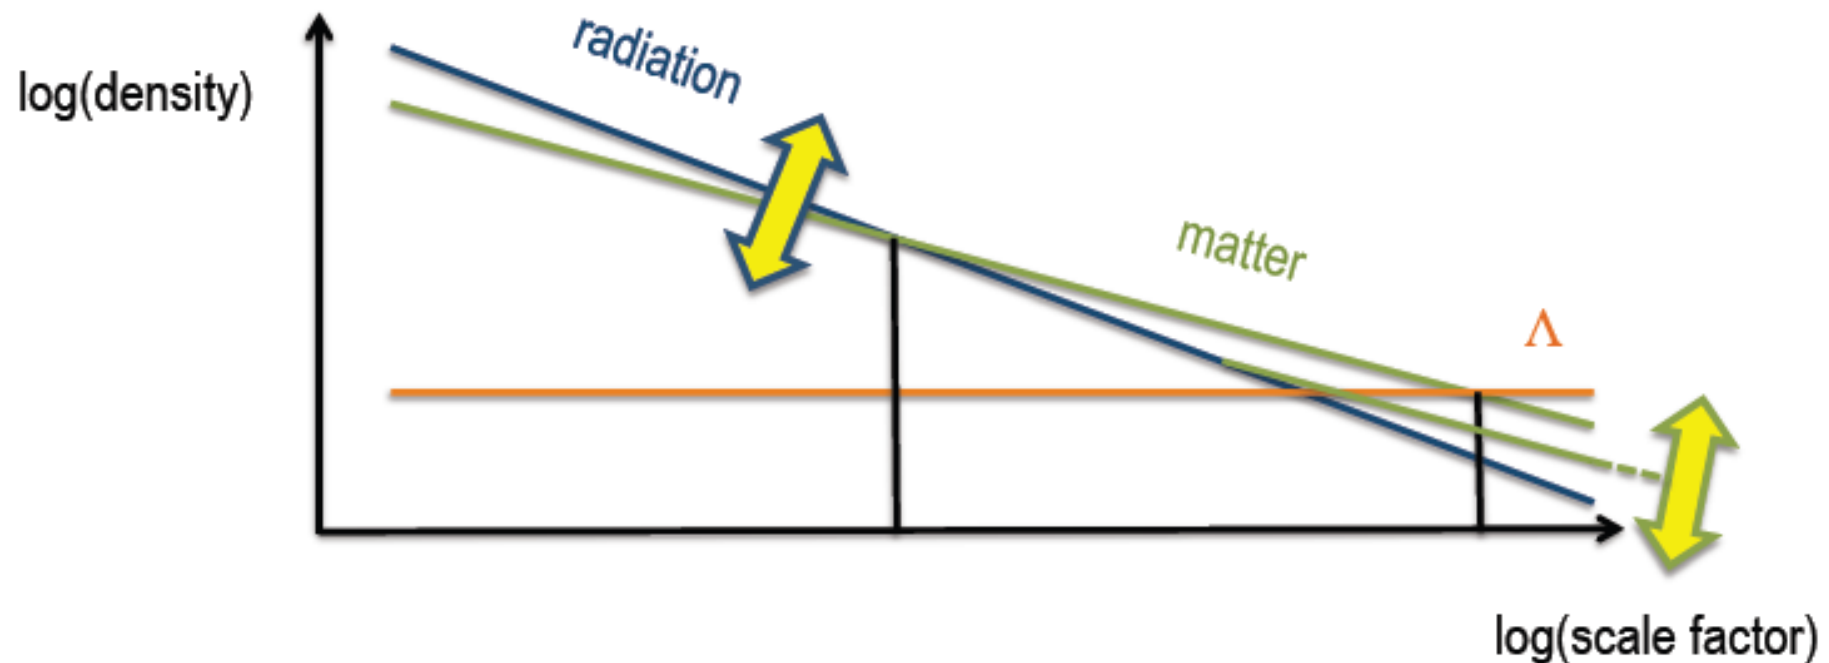 radiation
log(density)
matter
Λ
log(scale factor)